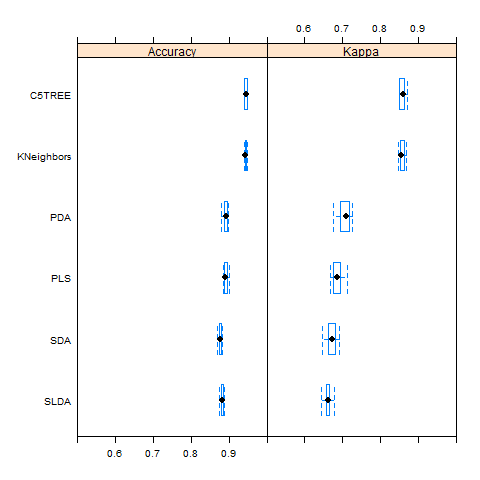 0.6 0.7 0.8 0.9
Accuracy Kappa
C5TREE
KNeighbors
PDA
PLS
SDA
SLDA
0.6 0.7 0.8 0.9